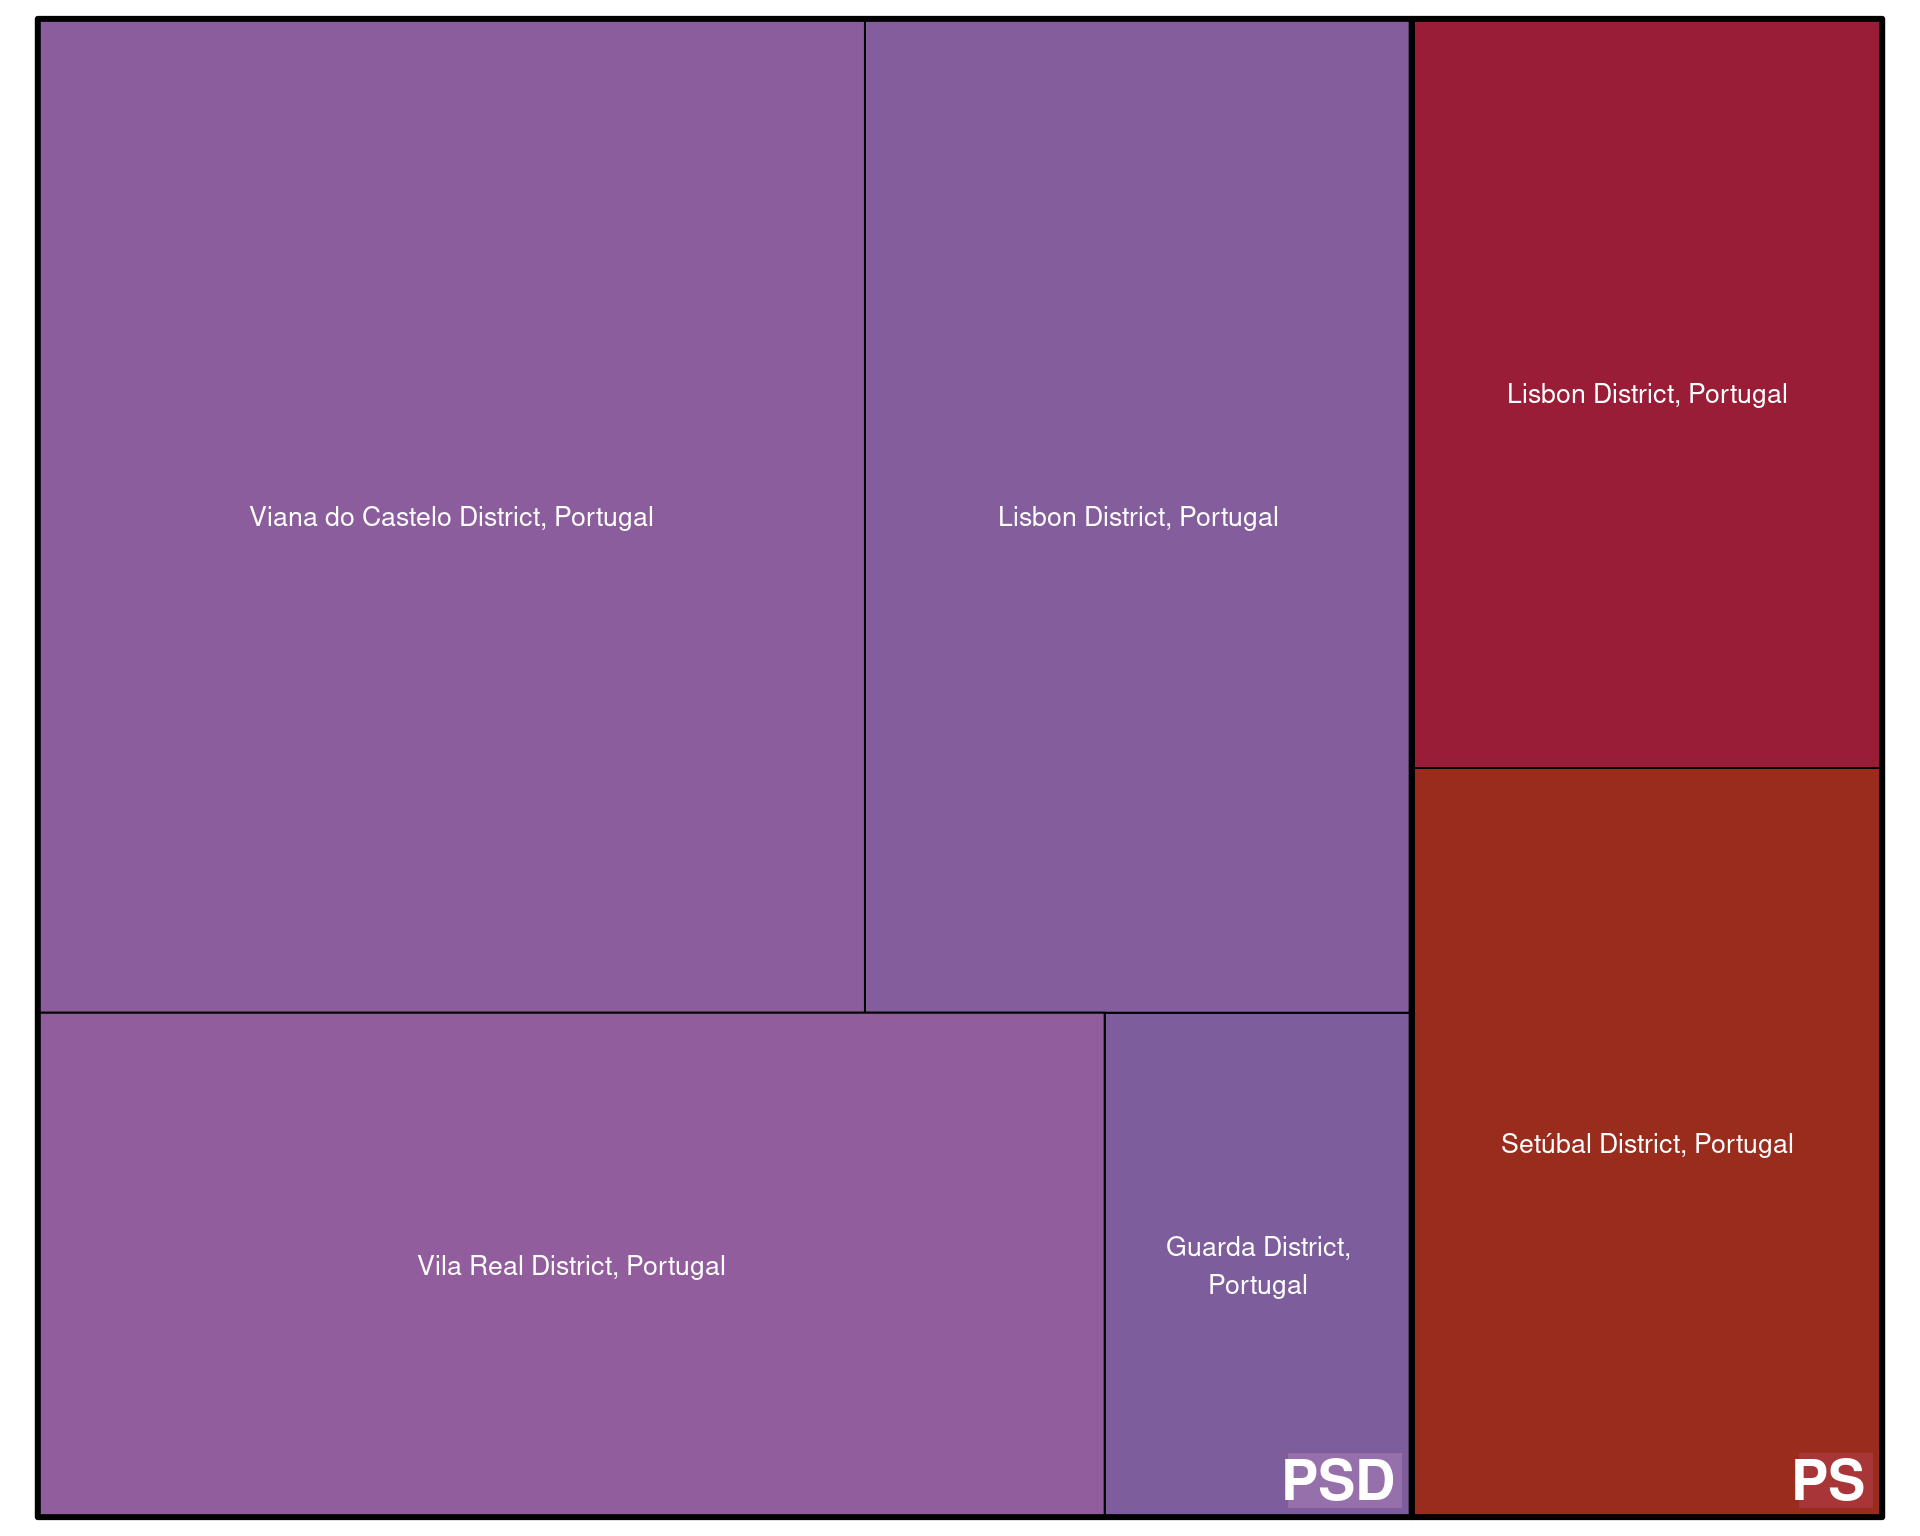 Viana do Castelo District, Portugal
Lisbon District, Portugal
Vila Real District, Portugal
Guarda District,
Portugal
PSD
Lisbon District, Portugal
Setúbal District, Portugal
PS